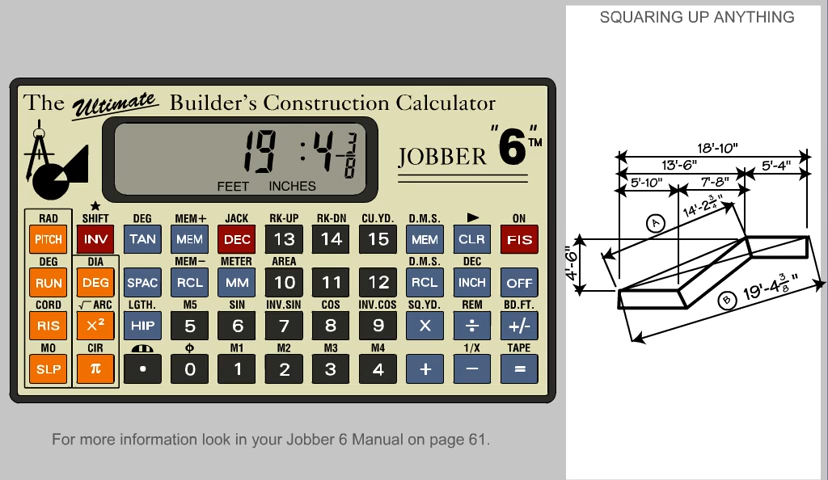 SQUARING UP ANYTHING
The Ultimate Builder's Construction Calculator
19 :4 3/8
FEET INCHES
JOBBER "6"™
RAD SHIFT DEG MEM+ JACK RK-UP RK-DN CU.YD. D.M.S. ON
PITCH INV TAN MEM DEC 13 14 15 MEM CLR FIS
DEG DIA MEM− METER AREA D.M.S. DEC
RUN DEG SPAC RCL MM 10 11 12 RCL INCH OFF
CORD √ARC LGTH. M5 SIN INV.SIN COS INV.COS SQ.YD. REM BD.FT.
RIS X² HIP 5 6 7 8 9 X ÷ +/-
MO CIR Φ M1 M2 M3 M4 1/X TAPE
SLP π • 0 1 2 3 4 + − =
For more information look in your Jobber 6 Manual on page 61.
18'-10"
13'-6" 5'-4"
5'-10" 7'-8"
A 14'-2 3/4"
4'-6"
B 19'-4 3/8"